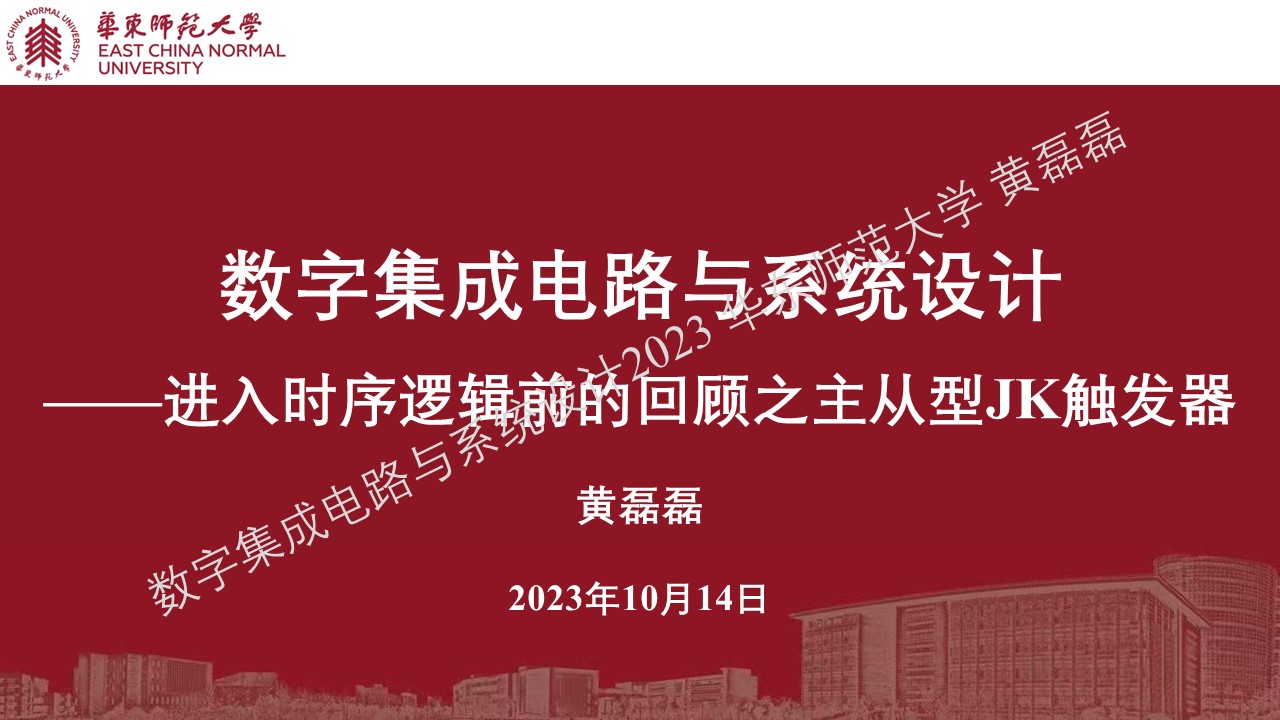 華東師範大學
EAST CHINA NORMAL
UNIVERSITY
EAST CHINA NORMAL UNIVERSITY
華東師范大學
数字集成电路与系统设计
——进入时序逻辑前的回顾之主从型JK触发器
黄磊磊
2023年10月14日
数字集成电路与系统设计2023 华东师范大学 黄磊磊